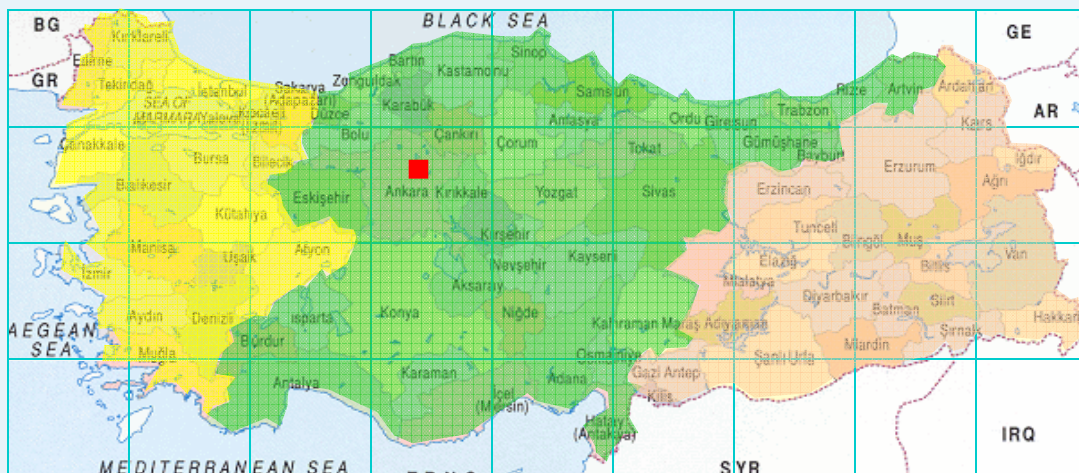 BG
BLACK SEA
GE
Kırklareli
Sinop
Edirne
Bartın
Kastamonu
GR
Tekirdağ
İstanbul
Sakarya
(Adapazarı)
Zonguldak
Samsun
Rize
Artvin
Ardahan
SEA OF
MARMARA
Yalova
Kocaeli
Düzce
Karabük
Amasya
Ordu
Giresun
Trabzon
AR
Kars
Çanakkale
Bursa
Bilecik
Bolu
Çankırı
Çorum
Tokat
Gümüşhane
Bayburt
Erzurum
Iğdır
Balıkesir
Kütahya
Eskişehir
Ankara
Kırıkkale
Yozgat
Sivas
Erzincan
Ağrı
Manisa
Uşak
Afyon
Kırşehir
Tunceli
Bingöl
Muş
Van
İzmir
Nevşehir
Kayseri
Elazığ
Bitlis
Aksaray
Malatya
Diyarbakır
Batman
Siirt
Aydın
Denizli
Isparta
Konya
Niğde
Kahraman Maraş
Adıyaman
Şırnak
Hakkari
AEGEAN
SEA
Muğla
Burdur
Osmaniye
Şanlı Urfa
Mardin
Antalya
Karaman
Adana
Gazi Antep
İçel
(Mersin)
Kilis
Hatay
(Antakya)
IRQ
MEDITERRANEAN SEA
SYR